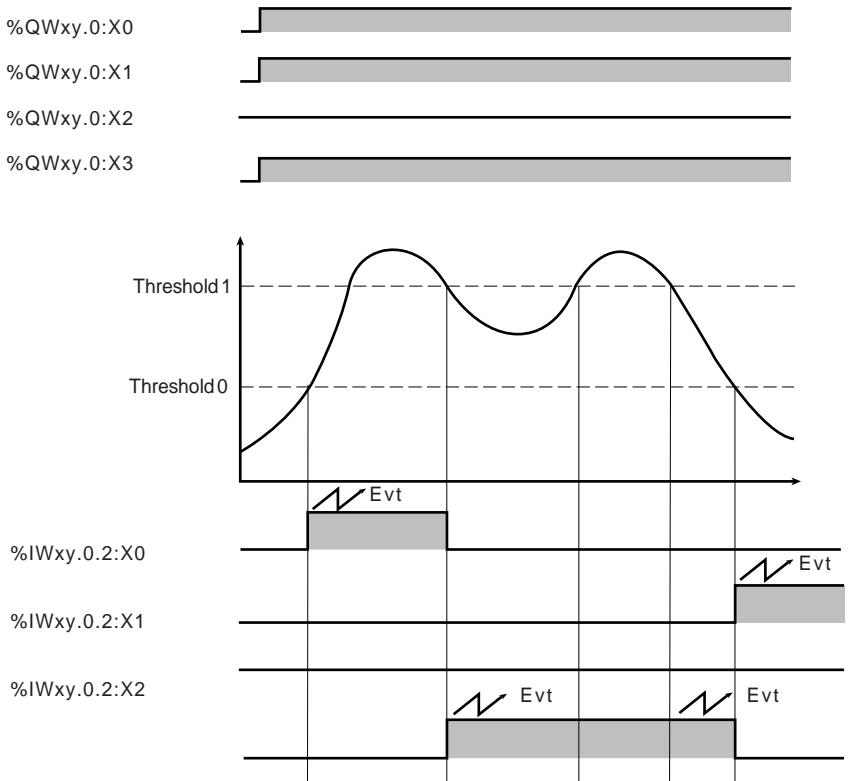 %QWxy.0:X0
%QWxy.0:X1
%QWxy.0:X2
%QWxy.0:X3
Threshold 1
Threshold 0
Evt
%IWxy.0.2:X0
Evt
%IWxy.0.2:X1
%IWxy.0.2:X2
Evt
Evt